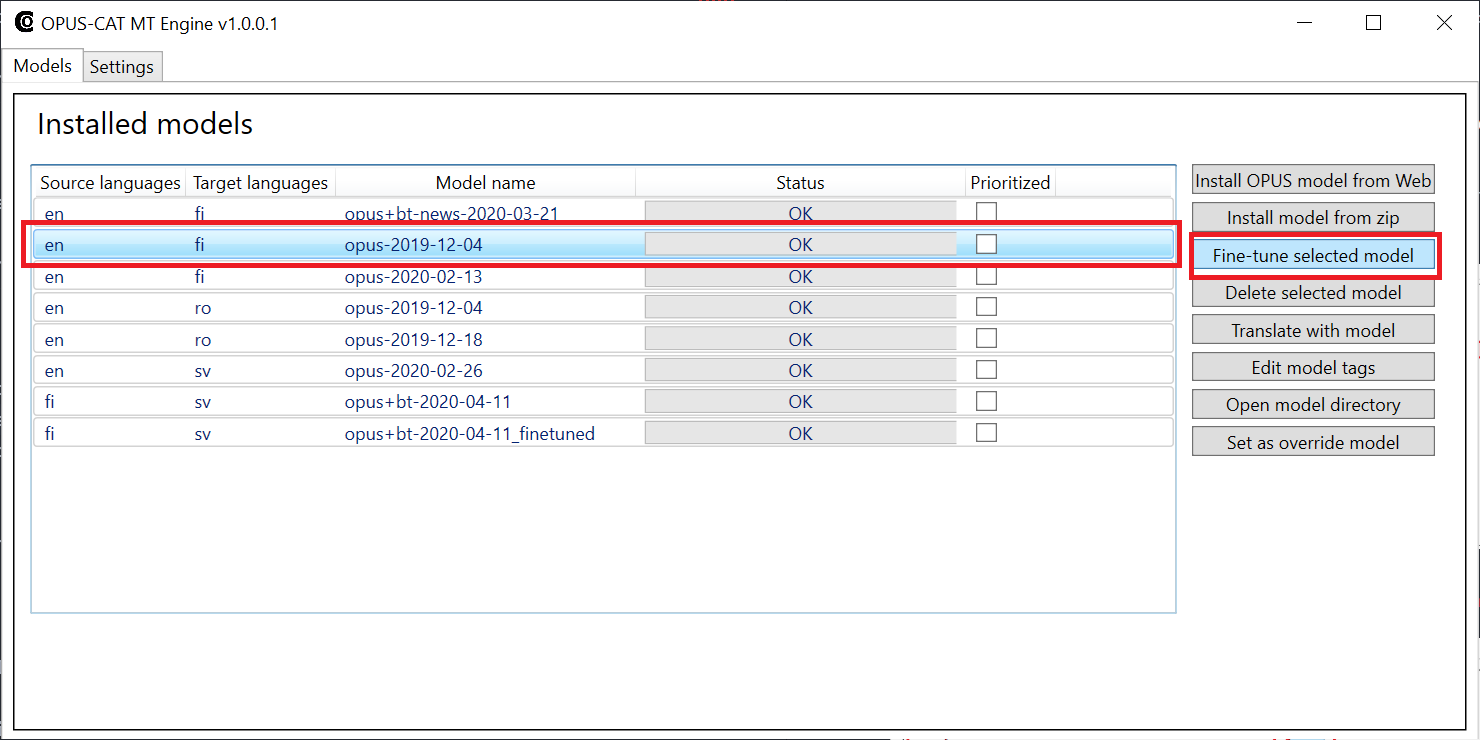 OPUS-CAT MT Engine v1.0.0.1
Models Settings
Installed models
Source languages Target languages Model name Status Prioritized
en fi opus+bt-news-2020-03-21 OK
en fi opus-2019-12-04 OK
en fi opus-2020-02-13 OK
en ro opus-2019-12-04 OK
en ro opus-2019-12-18 OK
en sv opus-2020-02-26 OK
fi sv opus+bt-2020-04-11 OK
fi sv opus+bt-2020-04-11_finetuned OK
Install OPUS model from Web
Install model from zip
Fine-tune selected model
Delete selected model
Translate with model
Edit model tags
Open model directory
Set as override model